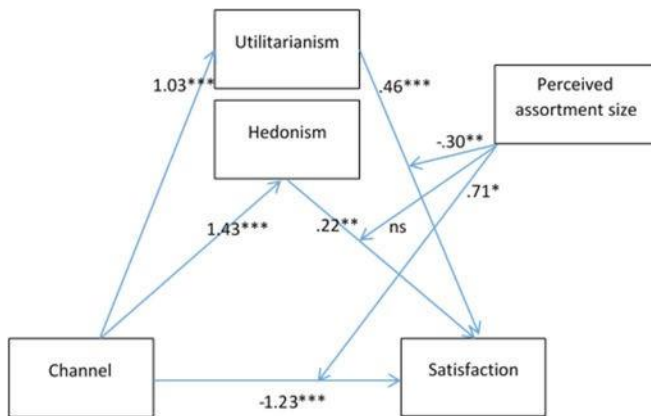 Utilitarianism
1.03***
.46***
Perceived
assortment size
Hedonism
-.30**
.71*
1.43***
.22**
ns
Channel
Satisfaction
-1.23***